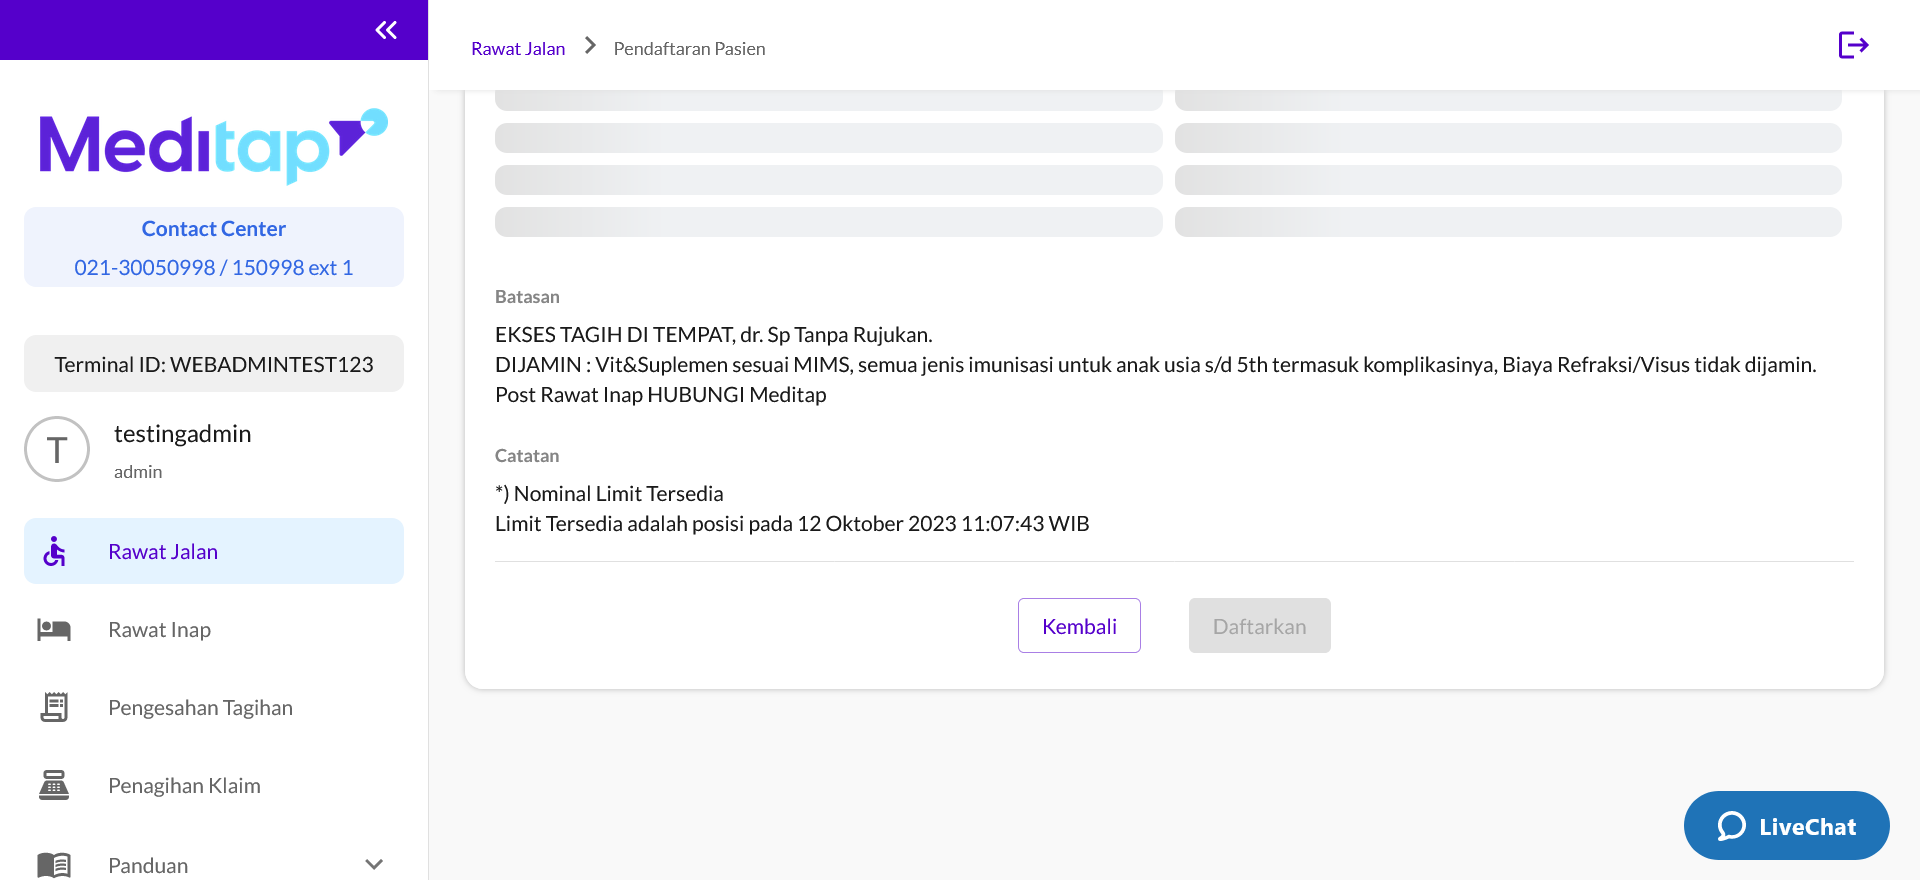 Rawat Jalan > Pendaftaran Pasien
Meditap
Contact Center
021-30050998 / 150998 ext 1
Terminal ID: WEBADMINTEST123
T
testingadmin
admin
Rawat Jalan
Rawat Inap
Pengesahan Tagihan
Penagihan Klaim
Panduan
Batasan
EKSES TAGIH DI TEMPAT, dr. Sp Tanpa Rujukan.
DIJAMIN : Vit&Suplemen sesuai MIMS, semua jenis imunisasi untuk anak usia s/d 5th termasuk komplikasinya, Biaya Refraksi/Visus tidak dijamin.
Post Rawat Inap HUBUNGI Meditap
Catatan
*) Nominal Limit Tersedia
Limit Tersedia adalah posisi pada 12 Oktober 2023 11:07:43 WIB
Kembali
Daftarkan
LiveChat